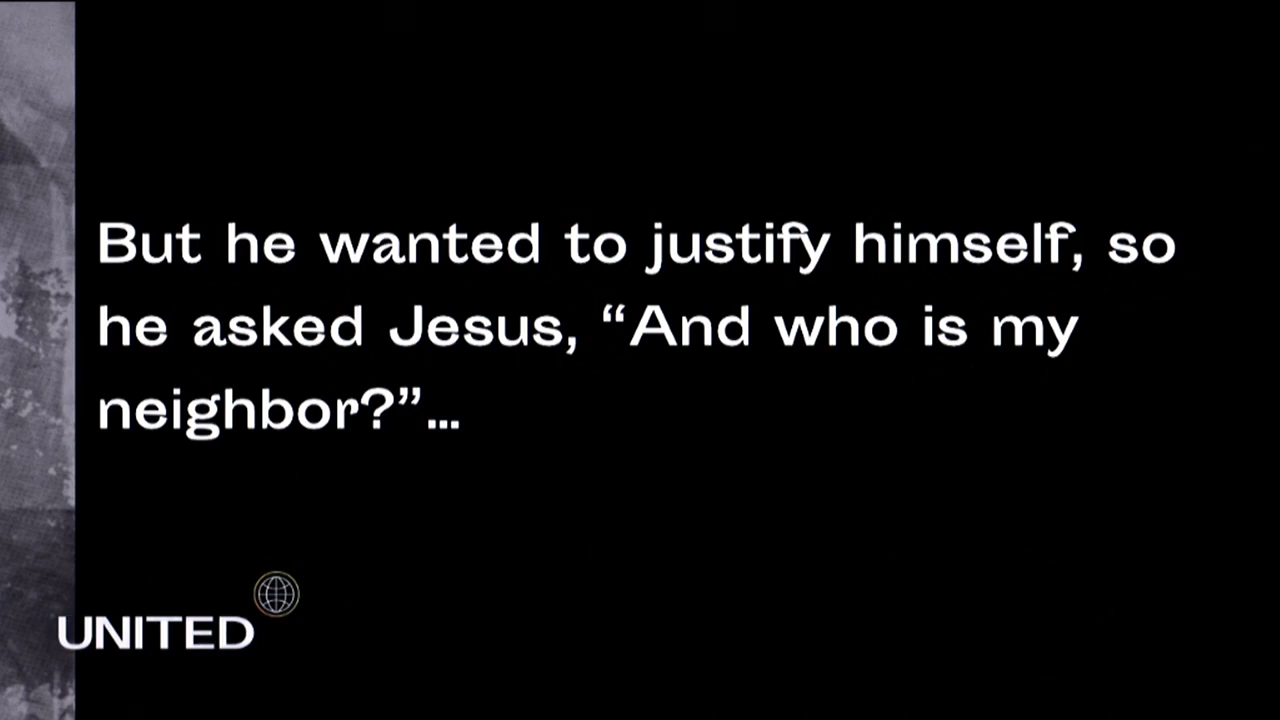 But he wanted to justify himself, so
he asked Jesus, “And who is my
neighbor?”…
UNITED